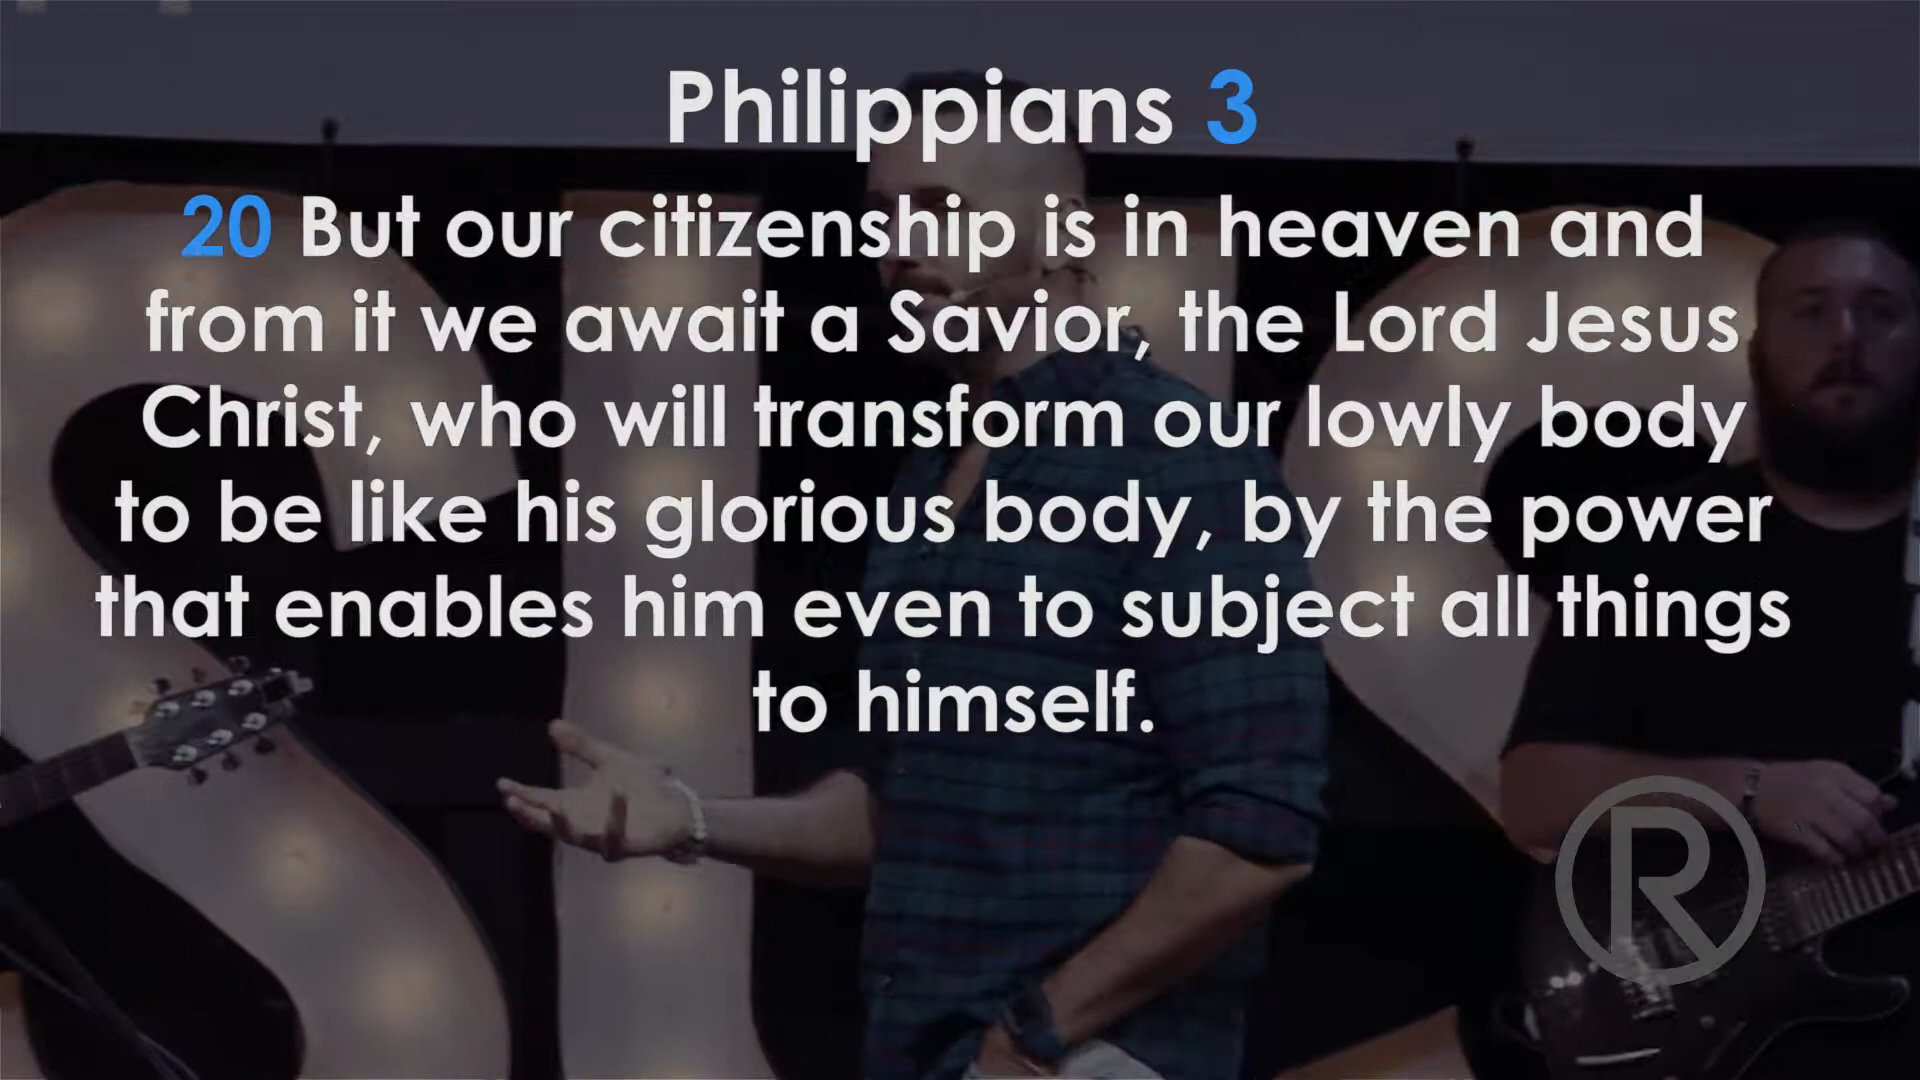 Philippians 3
20 But our citizenship is in heaven and
from it we await a Savior, the Lord Jesus
Christ, who will transform our lowly body
to be like his glorious body, by the power
that enables him even to subject all things
to himself.
R